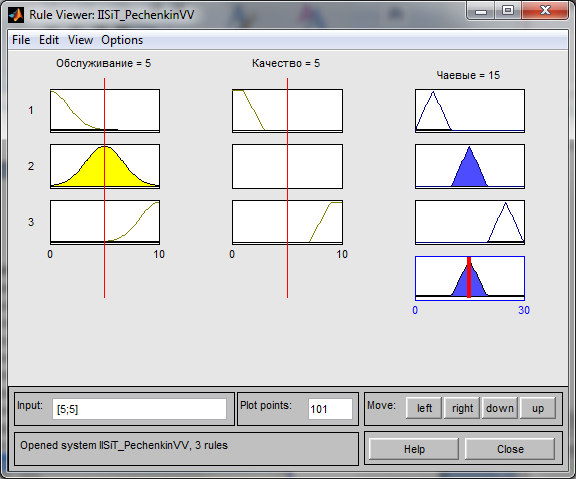 Rule Viewer: IISiT_PechenkinVV
File Edit View Options
Обслуживание = 5
Качество = 5
Чаевые = 15
1
2
3
0 10
0 10
0 30
Input: [5;5]
Plot points: 101
Move: left right down up
Opened system IISiT_PechenkinVV, 3 rules
Help
Close